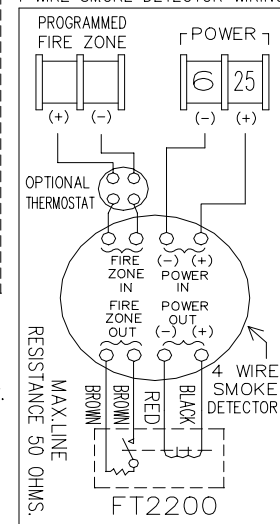 4 WIRE SMOKE DETECTOR WIRING
PROGRAMMED
FIRE ZONE
POWER
6 25
(+) (-)
(-) (+)
OPTIONAL
THERMOSTAT
FIRE
ZONE
IN
(-) (+)
POWER
IN
FIRE
ZONE
OUT
POWER
OUT
(-) (+)
4 WIRE
SMOKE
DETECTOR
BROWN
BROWN
RED
BLACK
MAX.LINE
RESISTANCE 50 OHMS.
FT2200